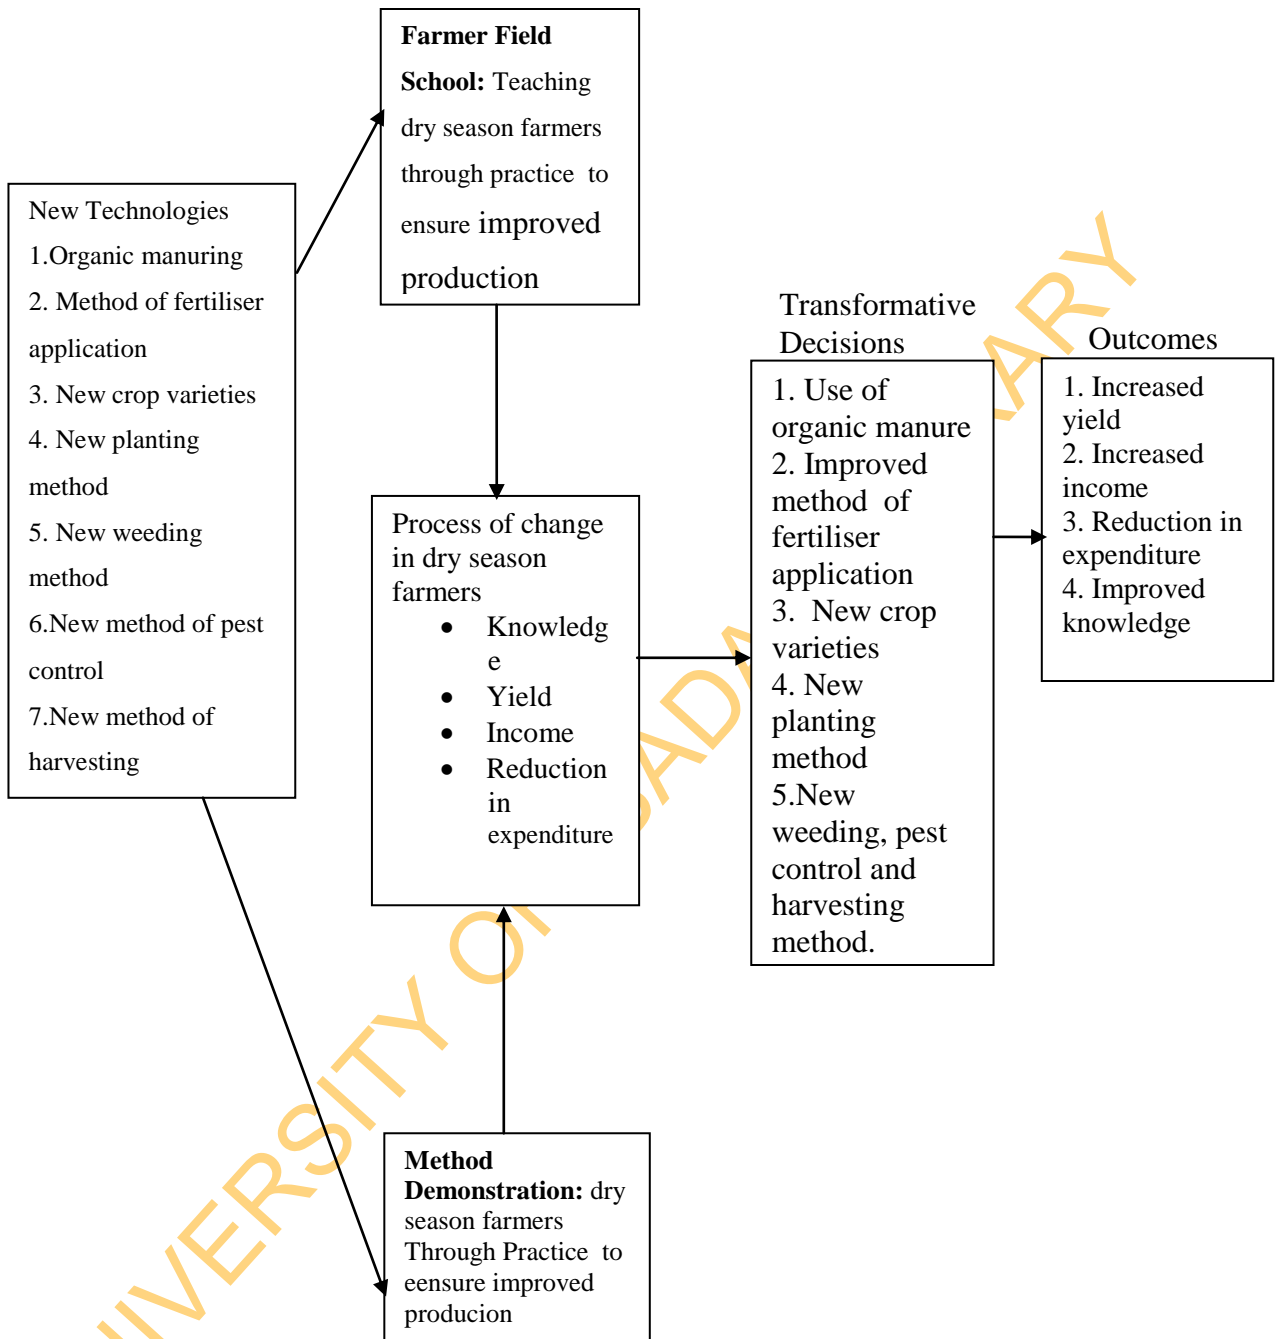 Farmer Field
School: Teaching
dry season farmers
through practice to
ensure improved
production
New Technologies
1.Organic manuring
2. Method of fertiliser
application
3. New crop varieties
4. New planting
method
5. New weeding
method
6.New method of pest
control
7.New method of
harvesting
Process of change
in dry season
farmers
• Knowledg
e
• Yield
• Income
• Reduction
in
expenditure
Method
Demonstration: dry
season farmers
Through Practice to
eensure improved
producion
Transformative
Decisions
1. Use of
organic manure
2. Improved
method of
fertiliser
application
3. New crop
varieties
4. New
planting
method
5.New
weeding, pest
control and
harvesting
method.
Outcomes
1. Increased
yield
2. Increased
income
3. Reduction in
expenditure
4. Improved
knowledge